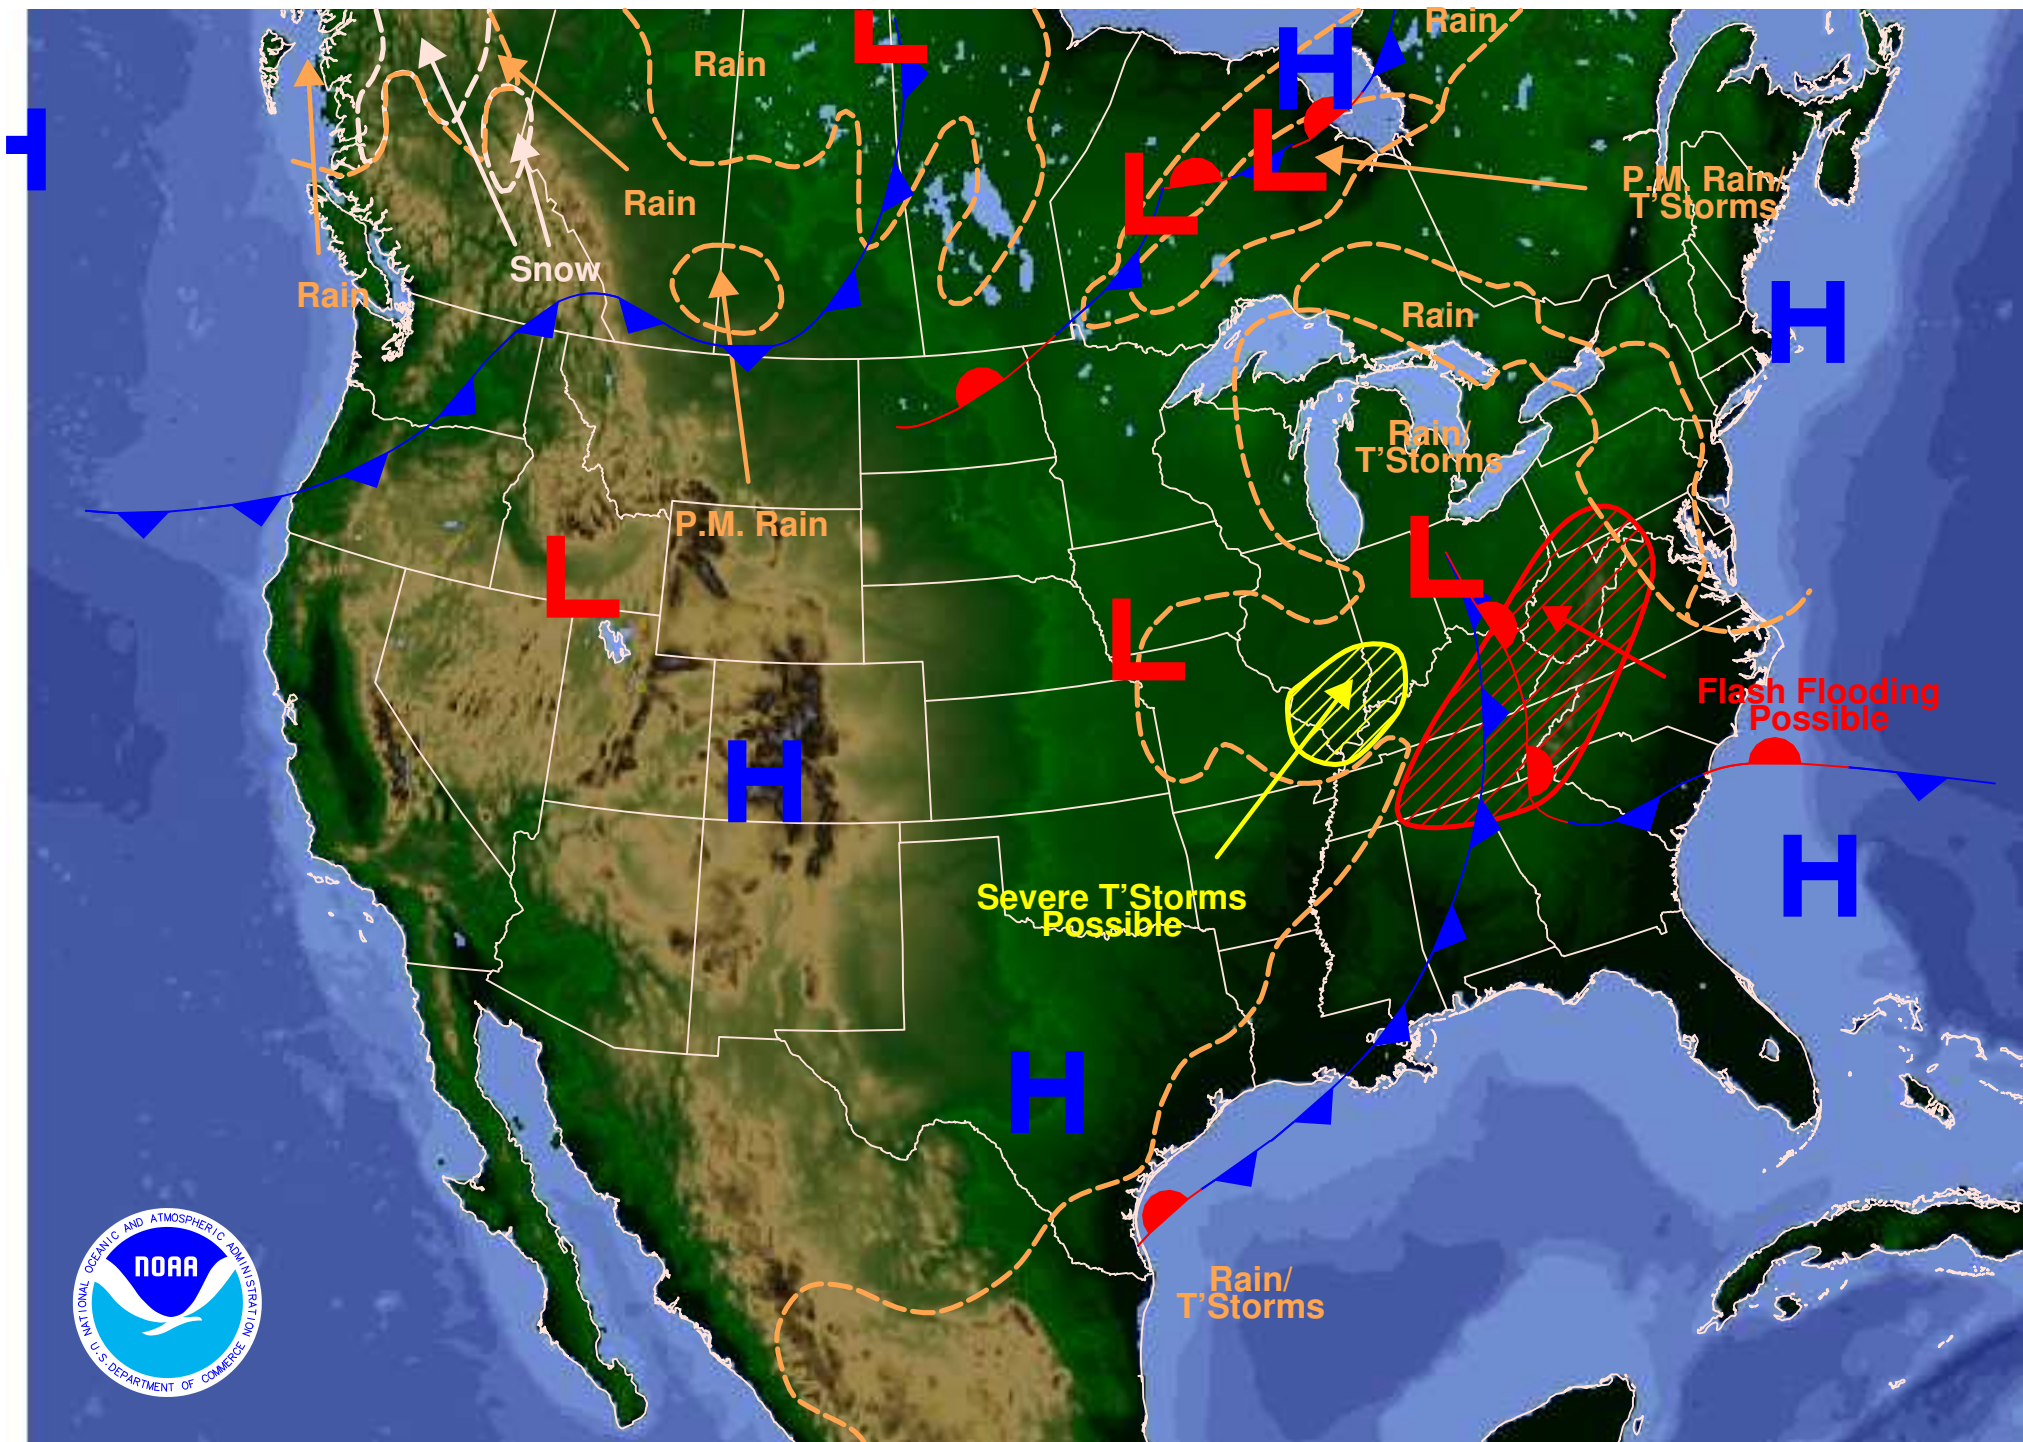 Rain
L
Rain
H
H
L
L
P.M. Rain/
T'Storms
Rain
Snow
Rain
H
Rain
Rain/
T'Storms
P.M. Rain
L
L
L
Flash Flooding
Possible
H
H
Severe T'Storms
Possible
H
Rain/
T'Storms
NATIONAL OCEANIC AND ATMOSPHERIC ADMINISTRATION
NOAA
U.S. DEPARTMENT OF COMMERCE